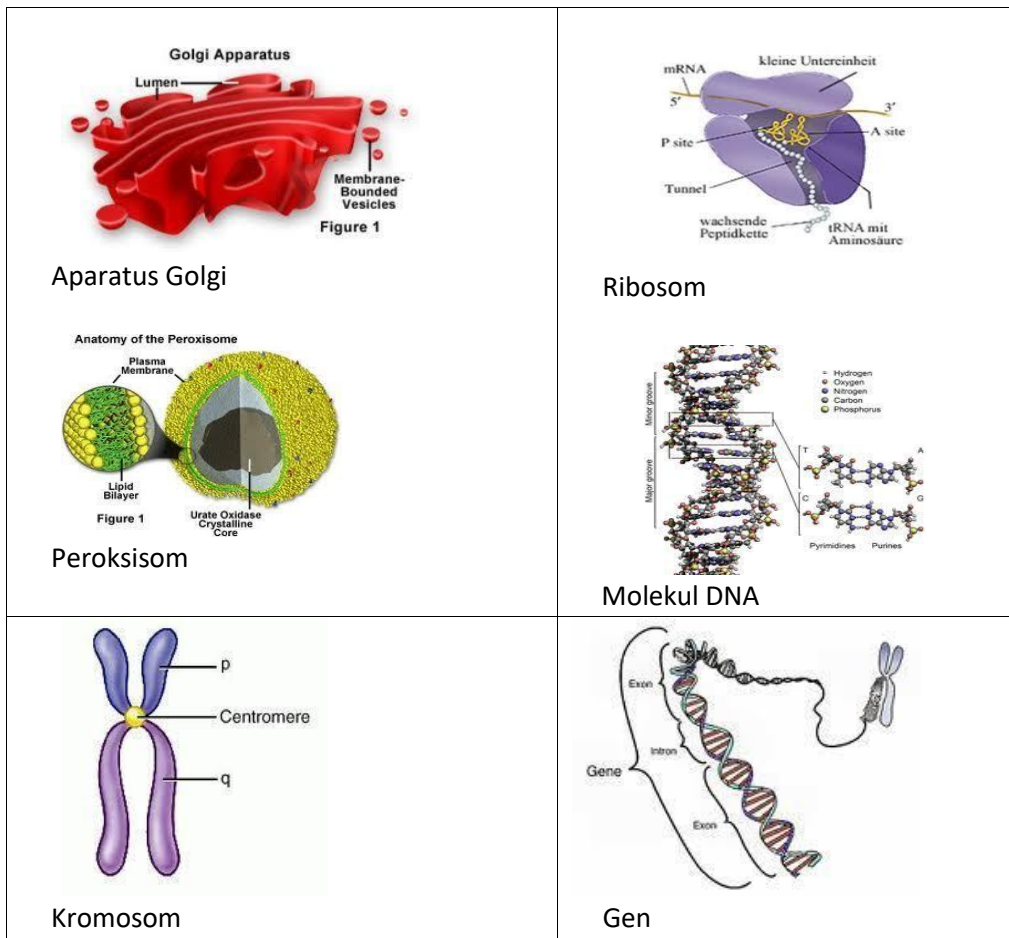 Golgi Apparatus
Lumen
Membrane-
Bounded
Vesicles
Figure 1
Aparatus Golgi
kleine Untereinheit
mRNA
5′
3′
P site
A site
Tunnel
wachsende
Peptidkette
tRNA mit
Aminosäure
Ribosom
Anatomy of the Peroxisome
Plasma
Membrane
Lipid
Bilayer
Figure 1
Urate Oxidase
Crystalline
Core
Peroksisom
Minor groove
Major groove
Hydrogen
Oxygen
Nitrogen
Carbon
Phosphorus
T
A
C
G
Pyrimidines
Purines
Molekul DNA
p
Centromere
q
Kromosom
Exon
Intron
Gene
Exon
Gen